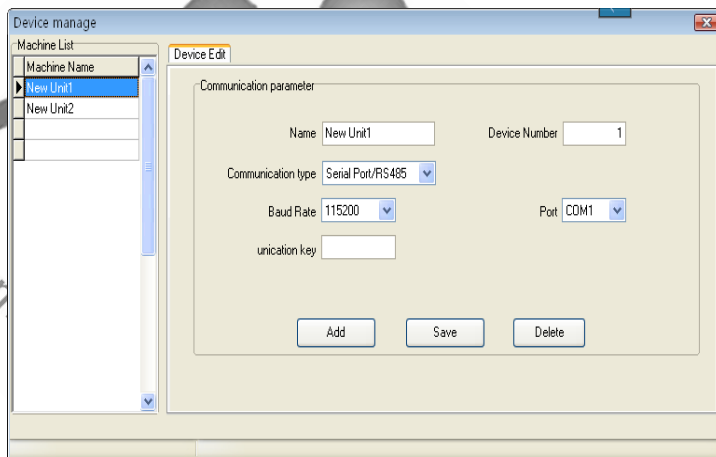 Device manage
Machine List
Machine Name
New Unit1
New Unit2
Device Edit
Communication parameter
Name New Unit1 Device Number 1
Communication type Serial Port/RS485
Baud Rate 115200 Port COM1
unication key
Add Save Delete